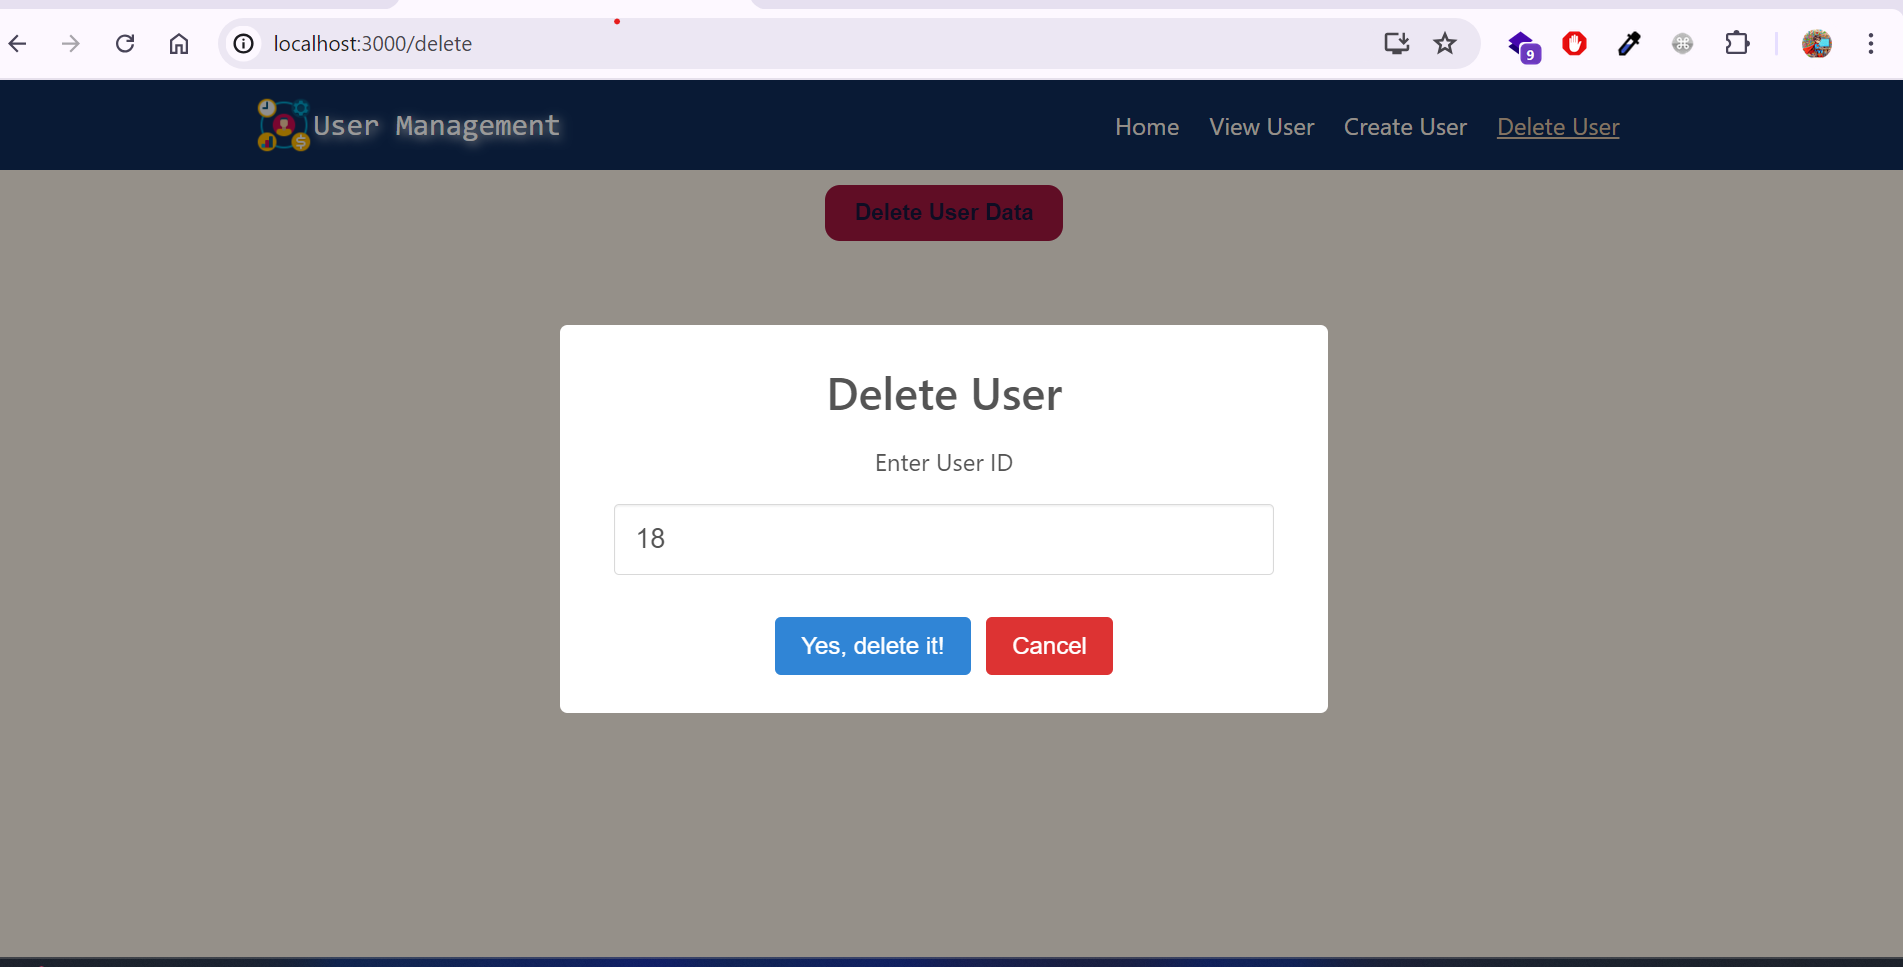 localhost:3000/delete
9
User Management
Home View User Create User Delete User
Delete User Data
Delete User
Enter User ID
18
Yes, delete it! Cancel